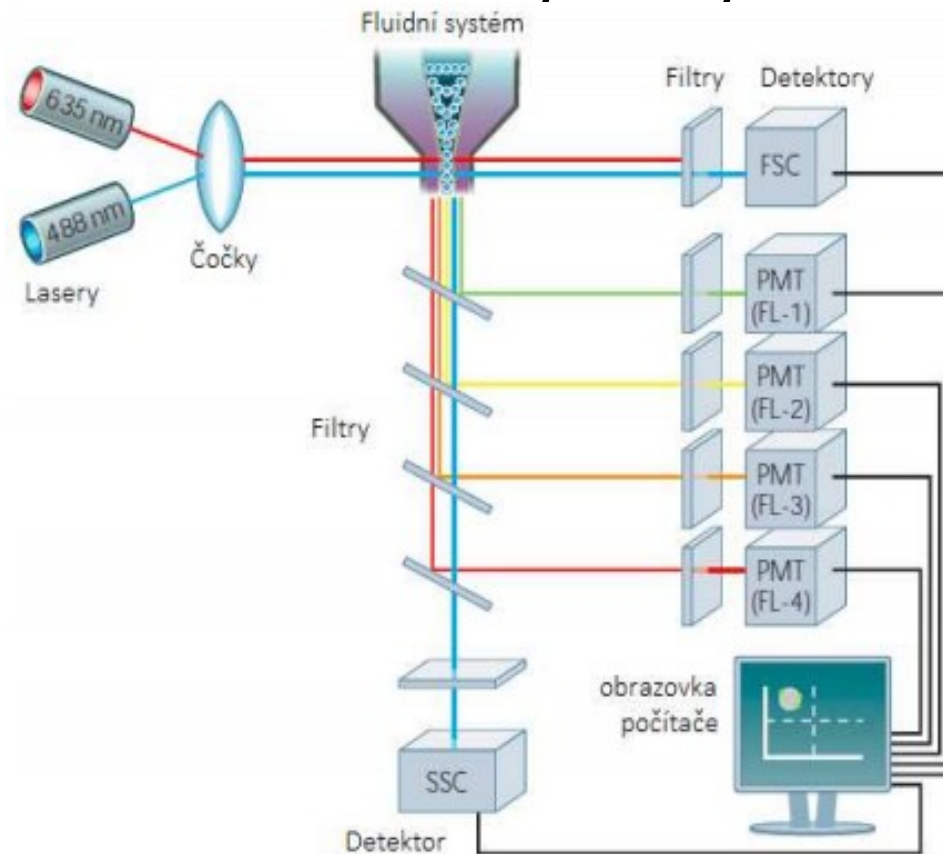 Fluidní systém
Filtry
Detektory
635 nm
488 nm
Lasery
Čočky
FSC
PMT
(FL-1)
PMT
(FL-2)
PMT
(FL-3)
PMT
(FL-4)
Filtry
obrazovka
počítače
SSC
Detektor